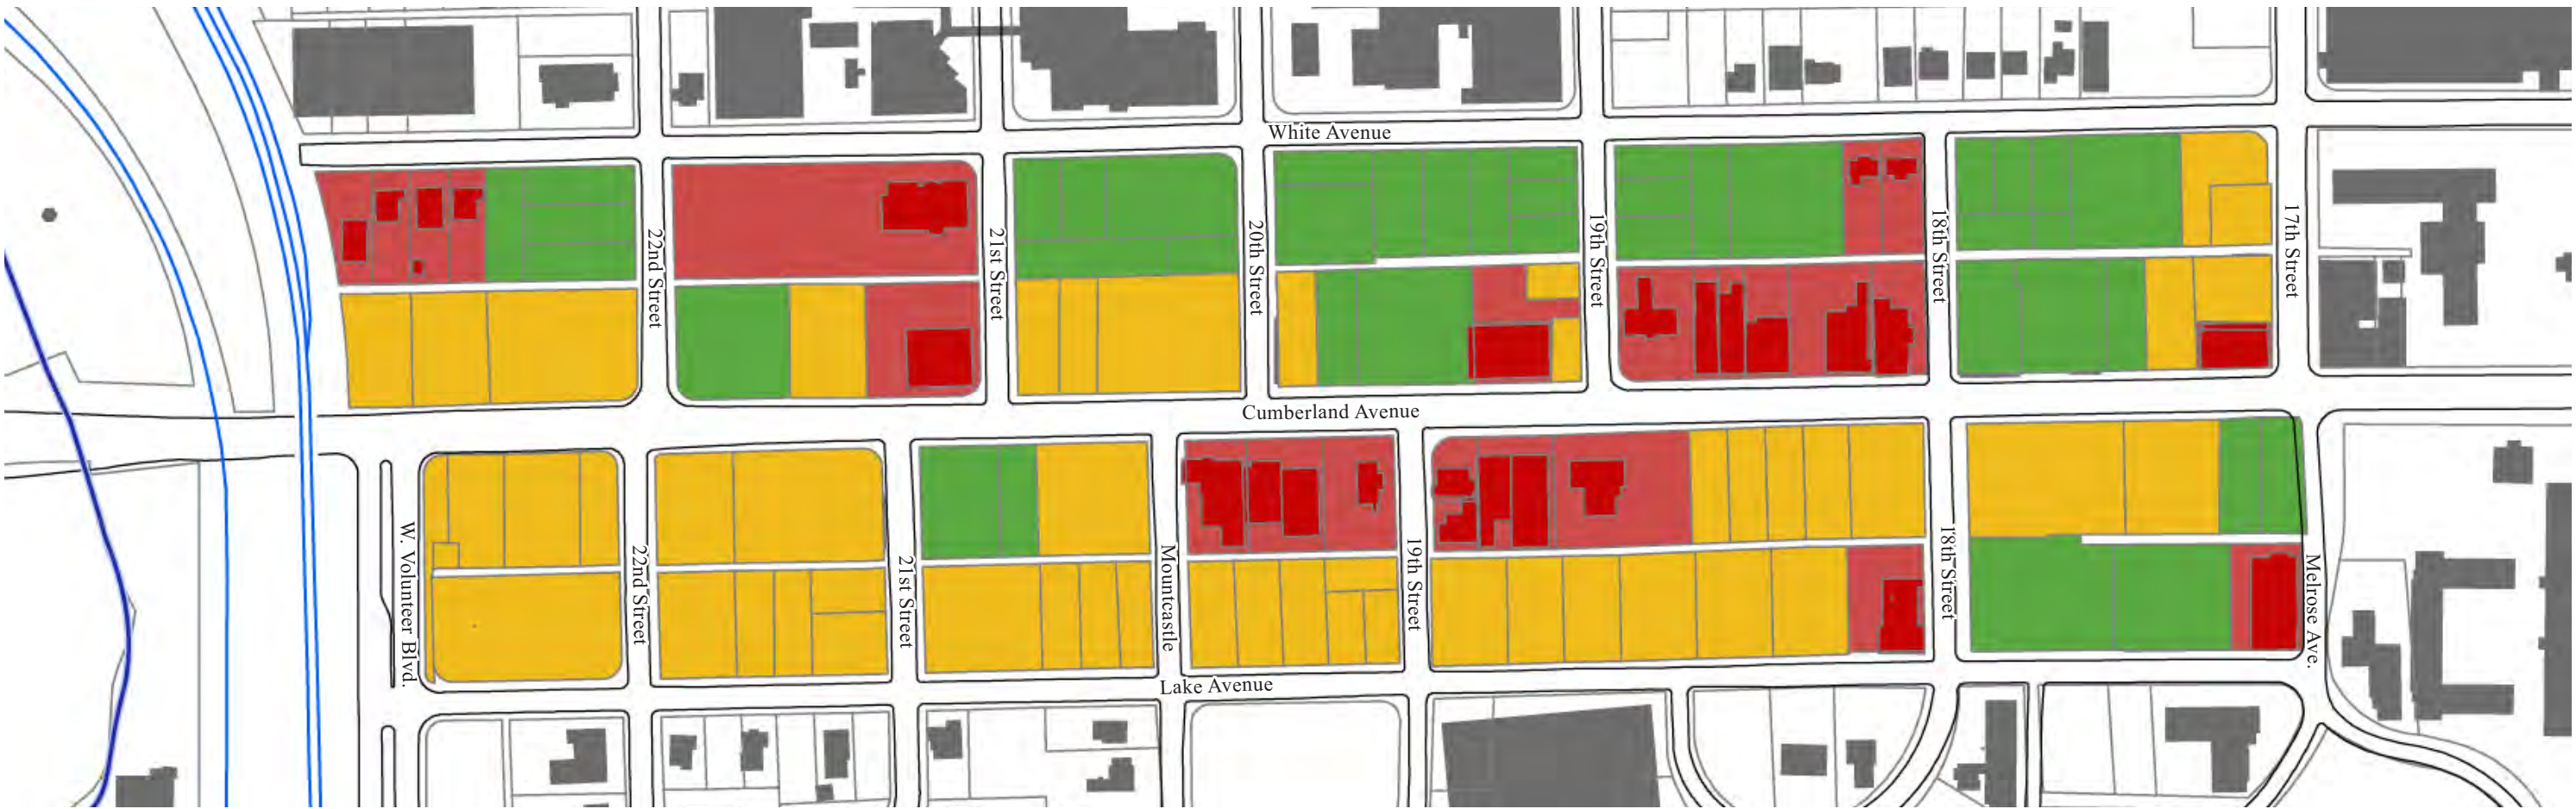 White Avenue
22nd Street
21st Street
20th Street
19th Street
18th Street
17th Street
Cumberland Avenue
W. Volunteer Blvd.
22nd Street
21st Street
Mountcastle
19th Street
18th Street
Melrose Ave.
Lake Avenue